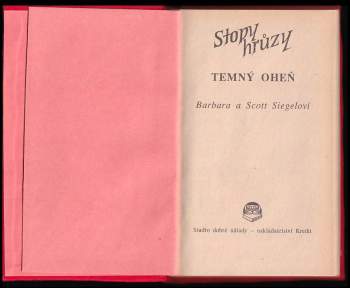 Stopy
hrůzy
TEMNÝ OHEŇ
Barbara a Scott Siegelovi
Studio dobré nálady – nakladatelství Kredit